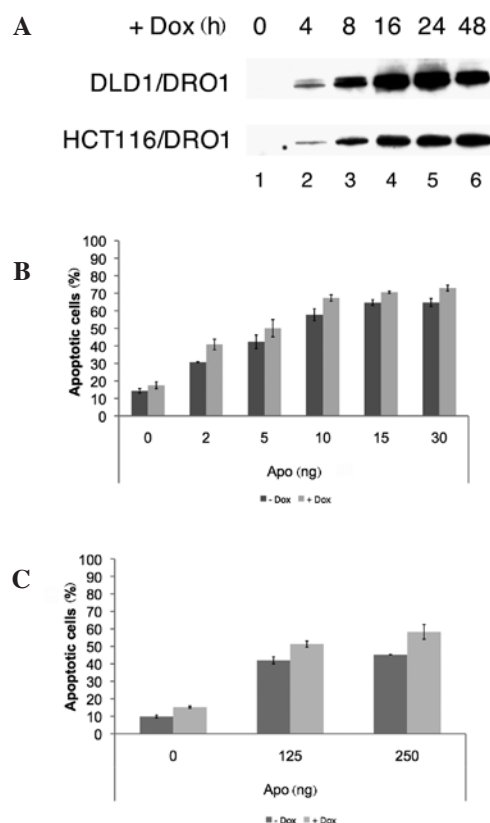 A
+ Dox (h) 0 4 8 16 24 48
DLD1/DRO1
HCT116/DRO1
1 2 3 4 5 6
B
Apoptotic cells (%)
100
90
80
70
60
50
40
30
20
10
0
0 2 5 10 15 30
Apo (ng)
- Dox + Dox
C
Apoptotic cells (%)
100
90
80
70
60
50
40
30
20
10
0
0 125 250
Apo (ng)
- Dox + Dox